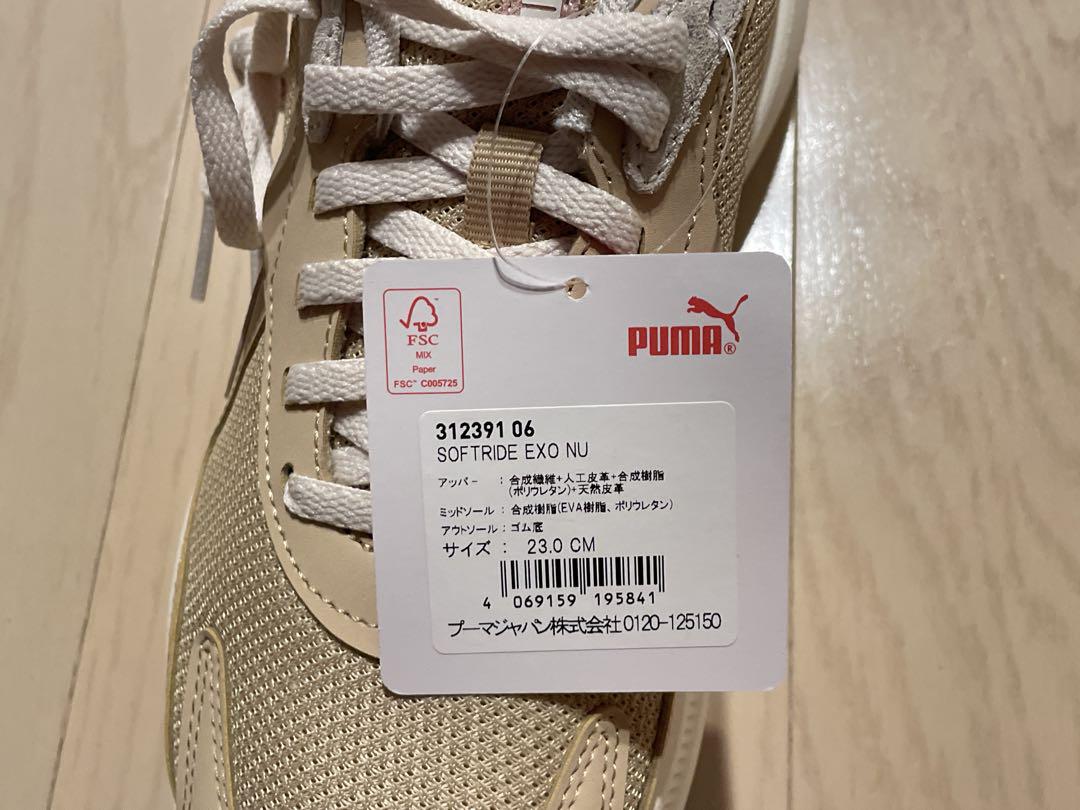 FSC
MIX
Paper
FSC™ C005725
PUMA®
312391 06
SOFTRIDE EXO NU
アッパー : 合成繊維+人工皮革+合成樹脂
(ポリウレタン)+天然皮革
ミッドソール : 合成樹脂(EVA樹脂、ポリウレタン)
アウトソール : ゴム底
サイズ : 23.0 CM
4 069159 195841
プーマジャパン株式会社0120-125150